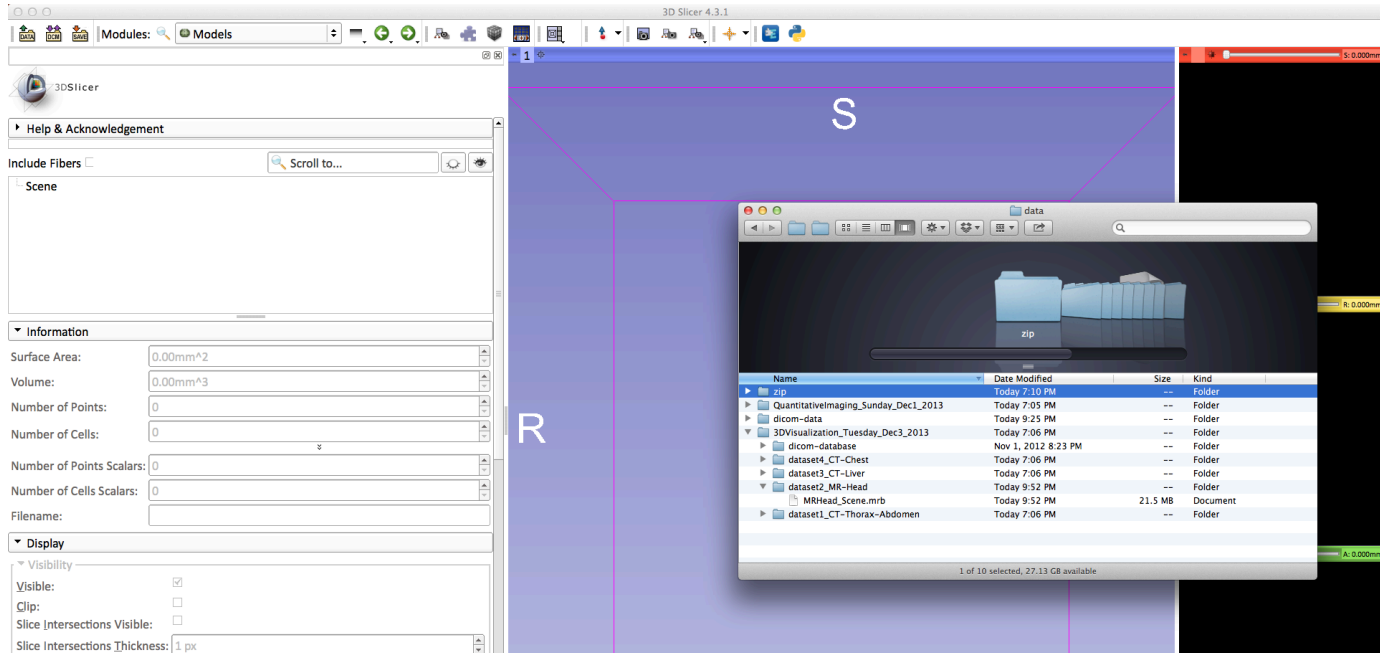 3D Slicer 4.3.1
DATA DCM SAVE Modules: Models
1
S: 0.000mm
3DSlicer
Help & Acknowledgement
Include Fibers Scroll to...
Scene
S
R
Information
Surface Area: 0.00mm^2
Volume: 0.00mm^3
Number of Points: 0
Number of Cells: 0
Number of Points Scalars: 0
Number of Cells Scalars: 0
Filename:
Display
Visibility
Visible:
Clip:
Slice Intersections Visible:
Slice Intersections Thickness: 1 px
data
zip
Name Date Modified Size Kind
zip Today 7:10 PM -- Folder
QuantitativeImaging_Sunday_Dec1_2013 Today 7:05 PM -- Folder
dicom-data Today 9:25 PM -- Folder
3DVisualization_Tuesday_Dec3_2013 Today 7:06 PM -- Folder
dicom-database Nov 1, 2012 8:23 PM -- Folder
dataset4_CT-Chest Today 7:06 PM -- Folder
dataset3_CT-Liver Today 7:06 PM -- Folder
dataset2_MR-Head Today 9:52 PM -- Folder
MRHead_Scene.mrb Today 9:52 PM 21.5 MB Document
dataset1_CT-Thorax-Abdomen Today 7:06 PM -- Folder
1 of 10 selected, 27.13 GB available
R: 0.000mm
A: 0.000mm